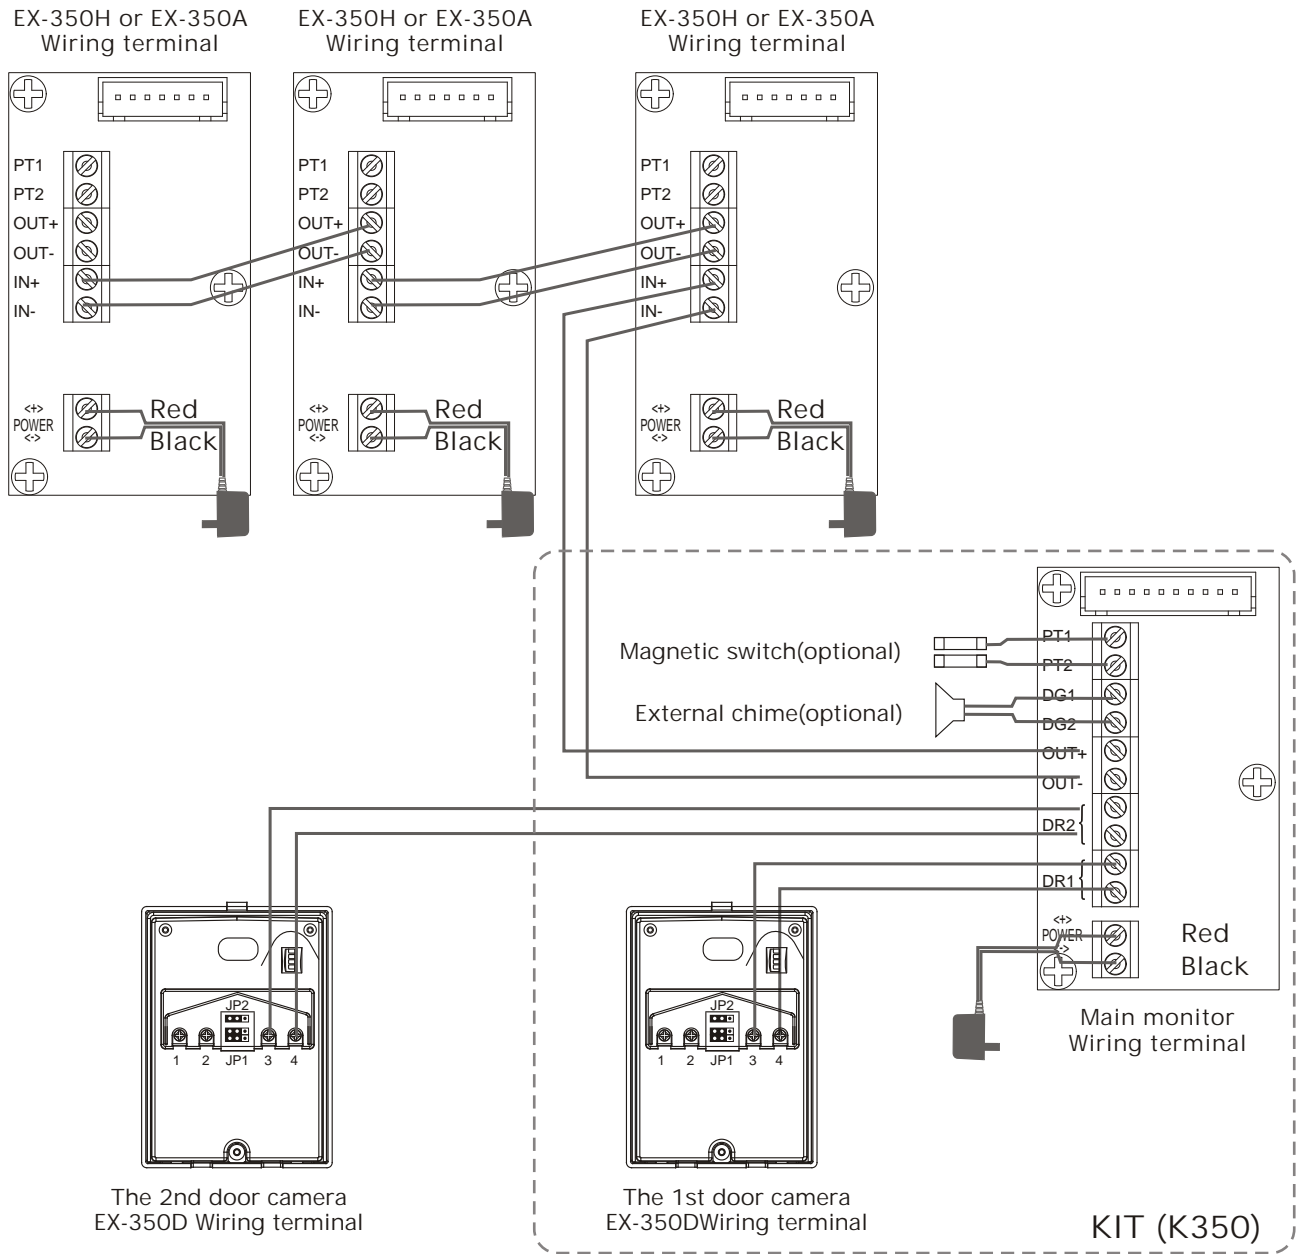 EX-350H or EX-350A
Wiring terminal
EX-350H or EX-350A
Wiring terminal
EX-350H or EX-350A
Wiring terminal
PT1
PT2
OUT+
OUT-
IN+
IN-
<+>
POWER
<->
Red
Black
PT1
PT2
OUT+
OUT-
IN+
IN-
<+>
POWER
<->
Red
Black
PT1
PT2
OUT+
OUT-
IN+
IN-
<+>
POWER
<->
Red
Black
Magnetic switch(optional)
External chime(optional)
PT1
PT2
DG1
DG2
OUT+
OUT-
DR2
DR1
<+>
POWER
<->
Red
Black
Main monitor
Wiring terminal
JP2
1 2 JP1 3 4
The 2nd door camera
EX-350D Wiring terminal
JP2
1 2 JP1 3 4
The 1st door camera
EX-350DWiring terminal
KIT (K350)